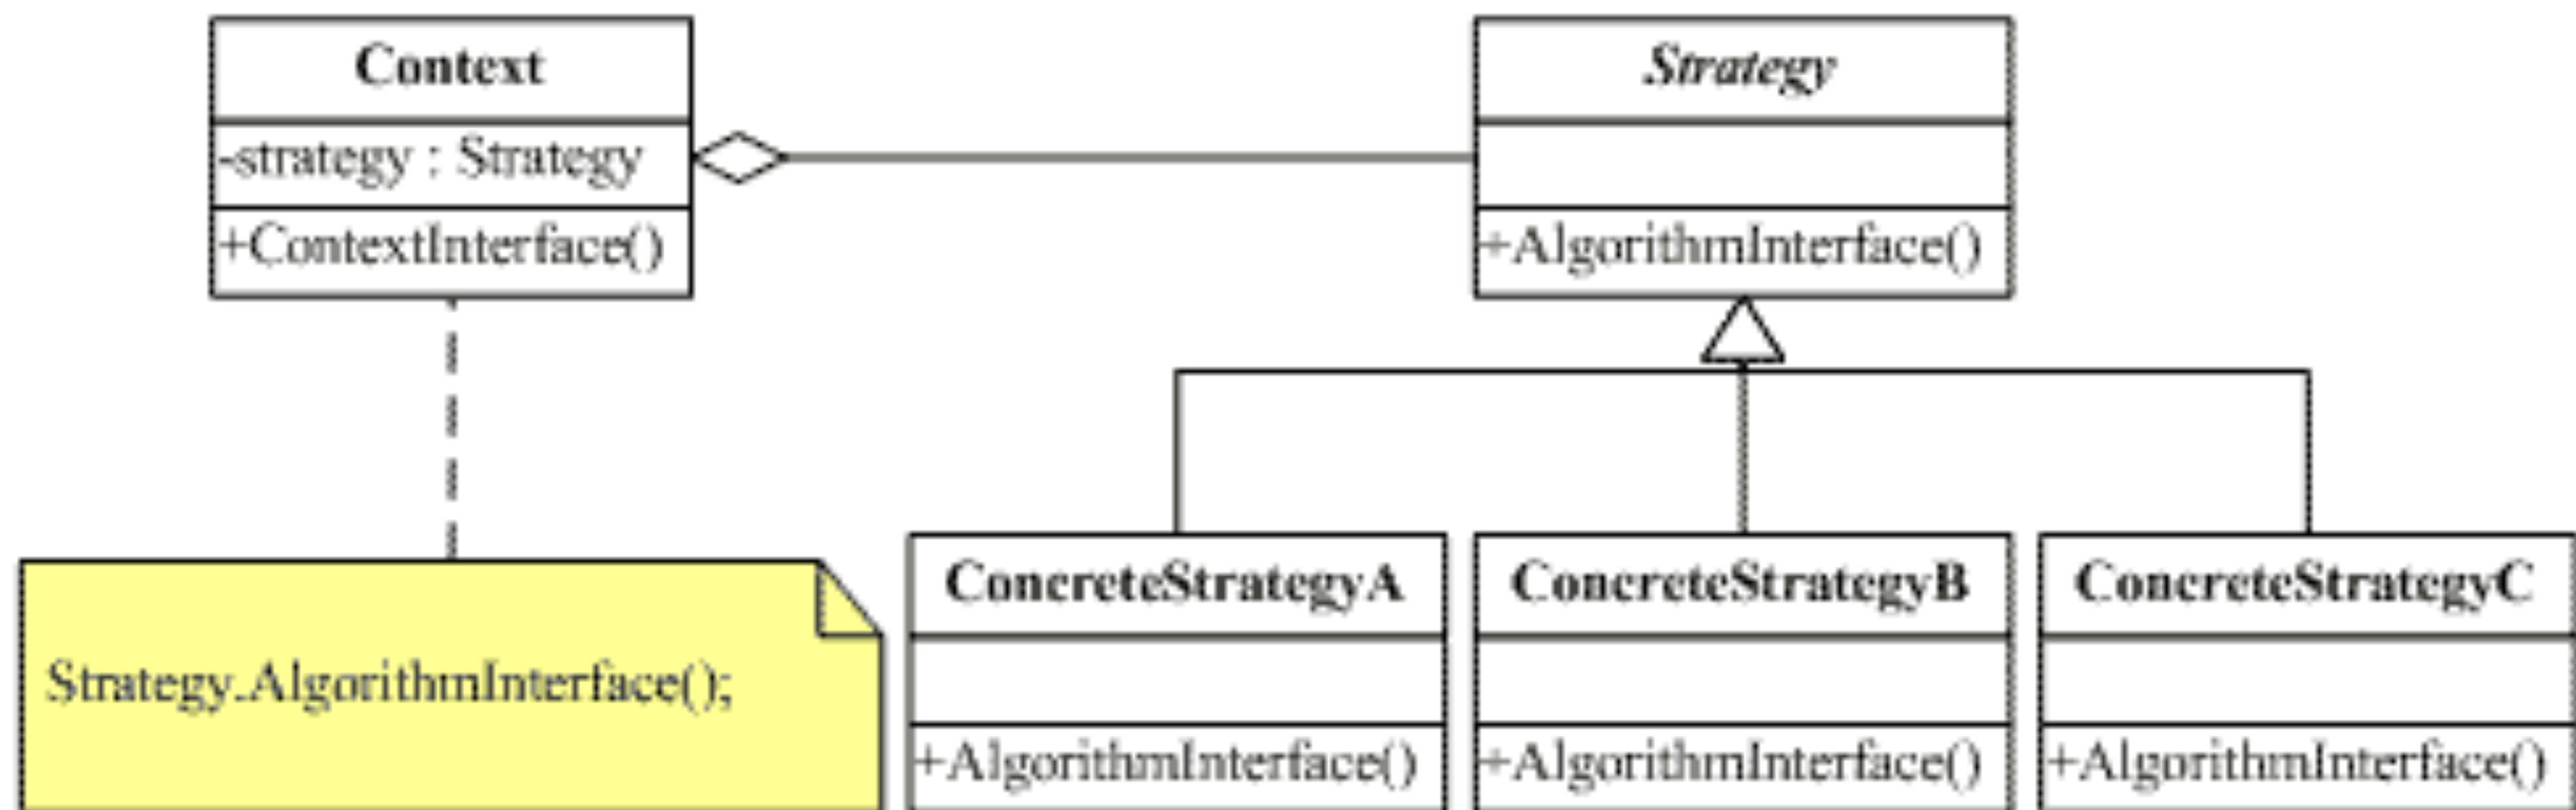 Context
-strategy : Strategy
+ContextInterface()
Strategy
+AlgorithmInterface()
Strategy.AlgorithmInterface();
ConcreteStrategyA
+AlgorithmInterface()
ConcreteStrategyB
+AlgorithmInterface()
ConcreteStrategyC
+AlgorithmInterface()